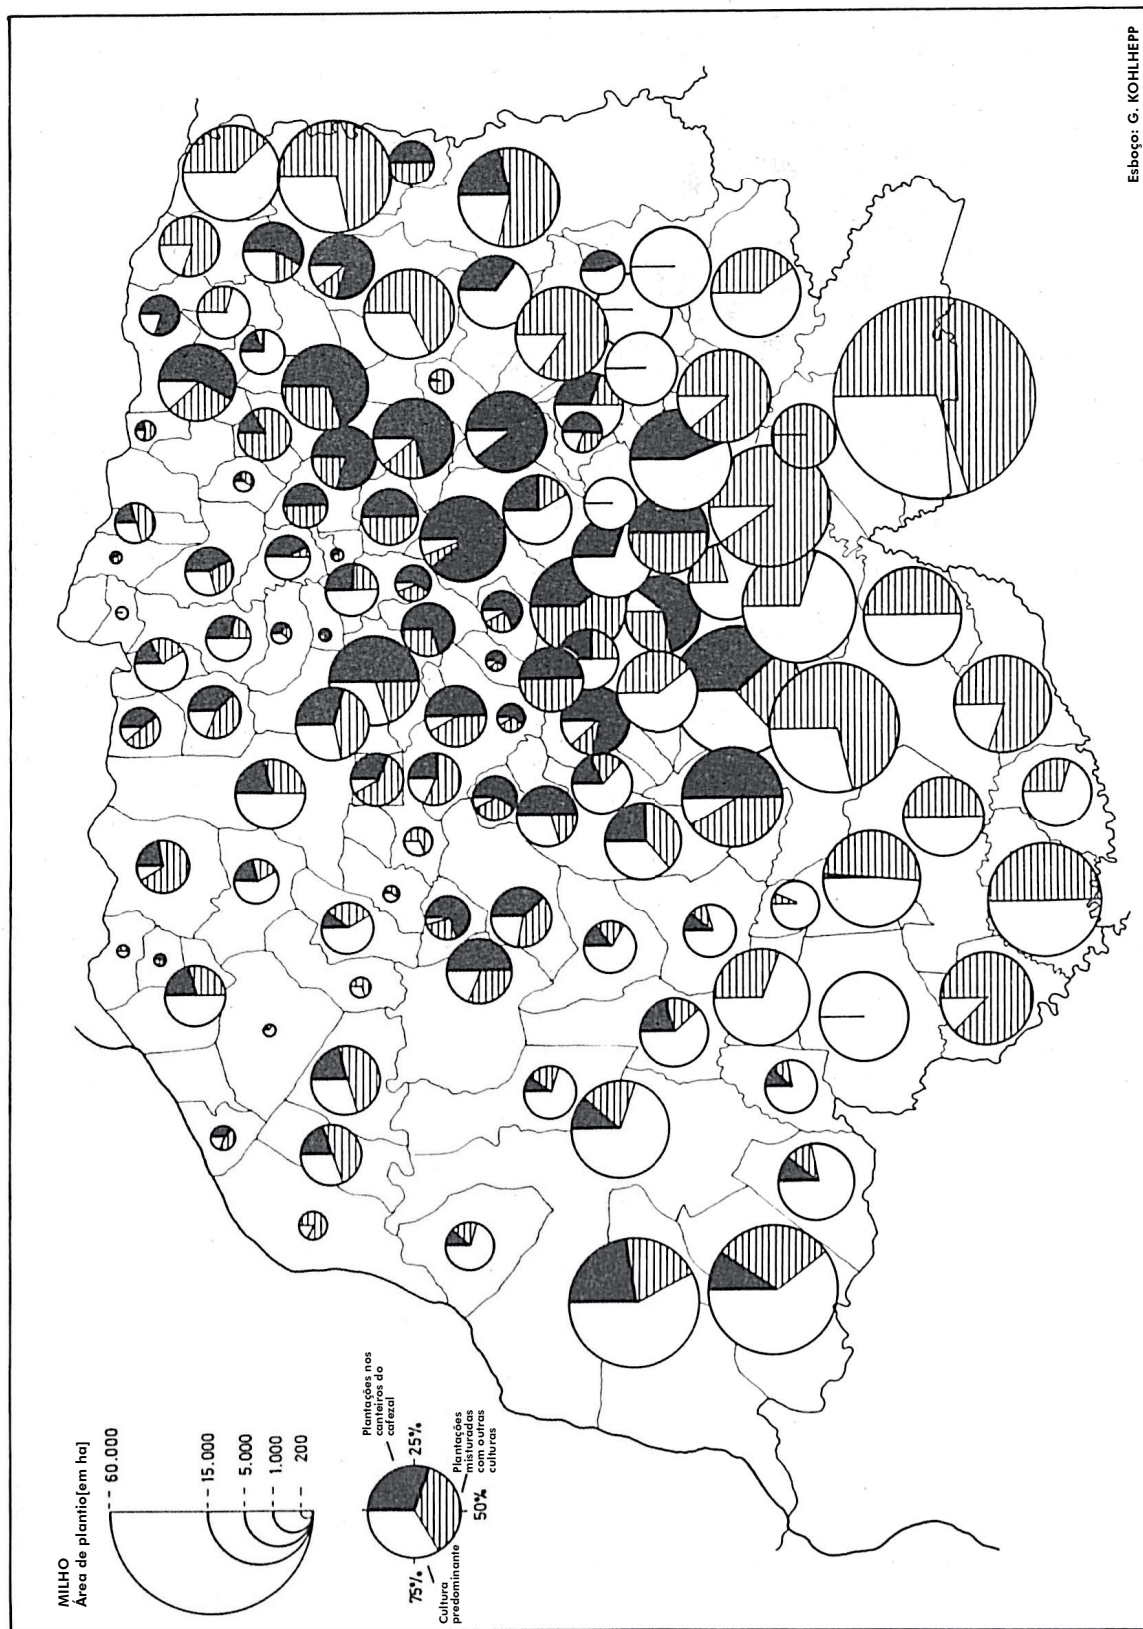 MILHO
Área de plantio[em ha]
60.000
15.000
5.000
1.000
200
Plantações nos
canteiros do
cafezal
25%
Plantações
misturadas
com outras
culturas
50%
75%
Cultura
predominante
Esboço: G. KOHLHEPP